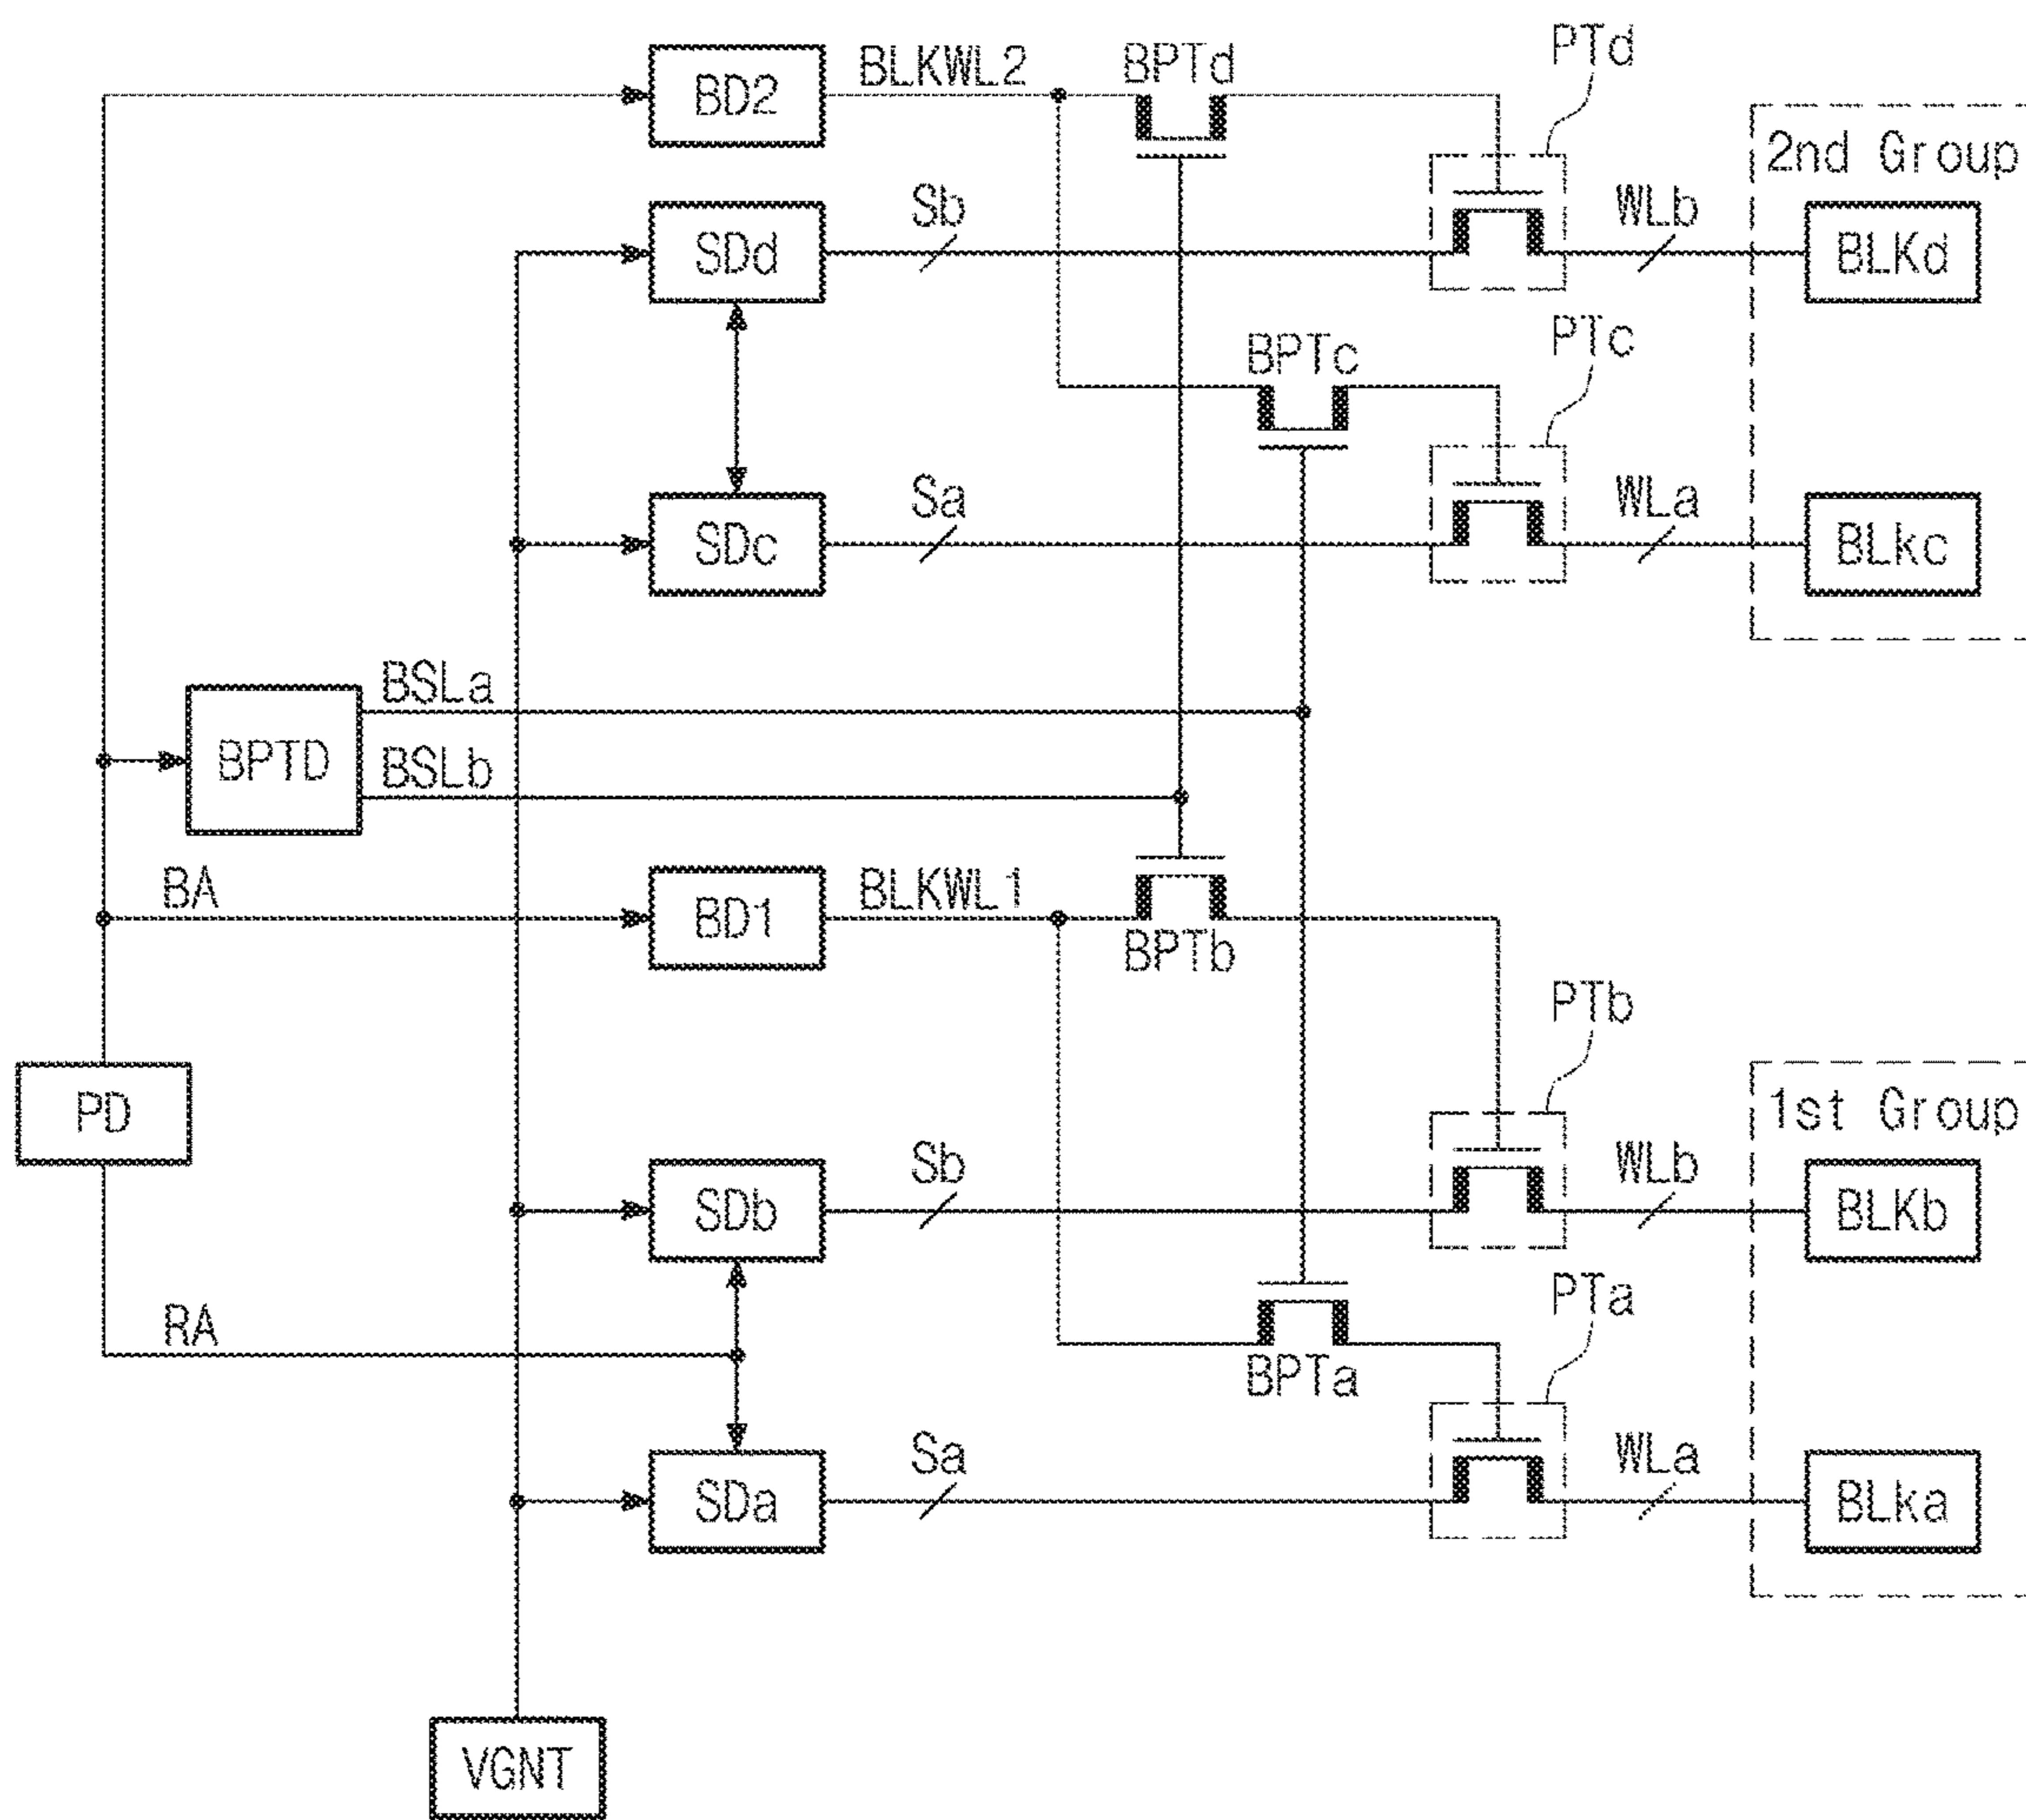 BD2
BLKWL2
BPTd
PTd
2nd Group
SDd
Sb
WLb
BLKd
BPTc
PTc
SDc
Sa
WLa
BLkc
BPTD
BSLa
BSLb
BA
BD1
BLKWL1
BPTb
PTb
PD
1st Group
SDb
Sb
WLb
BLKb
RA
BPTa
PTa
SDa
Sa
WLa
BLka
VGNT